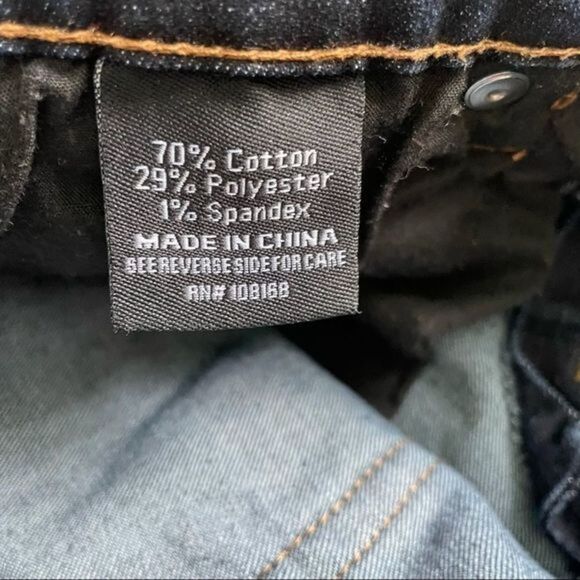 70% Cotton
29% Polyester
1% Spandex
MADE IN CHINA
SEE REVERSE SIDE FOR CARE
RN# 108168